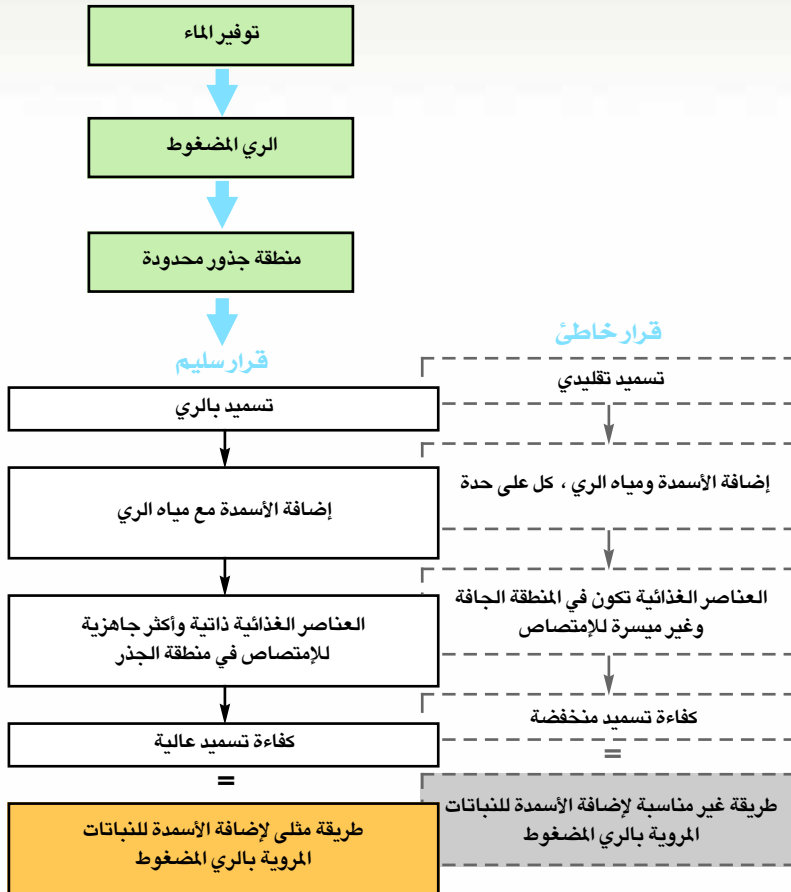 توفير الماء
الري المضغوط
منطقة جذور محدودة
قرار خاطئ
تسميد تقليدي
إضافة الأسمدة ومياه الري ، كل على حدة
العناصر الغذائية تكون في المنطقة الجافة
وغير ميسرة للإمتصاص
كفاءة تسميد منخفضة
=
طريقة غير مناسبة لإضافة الأسمدة للنباتات
المروية بالري المضغوط
قرار سليم
تسميد بالري
إضافة الأسمدة مع مياه الري
العناصر الغذائية ذاتية وأكثر جاهزية
للإمتصاص في منطقة الجذر
كفاءة تسميد عالية
=
طريقة مثلى لإضافة الأسمدة للنباتات
المروية بالري المضغوط